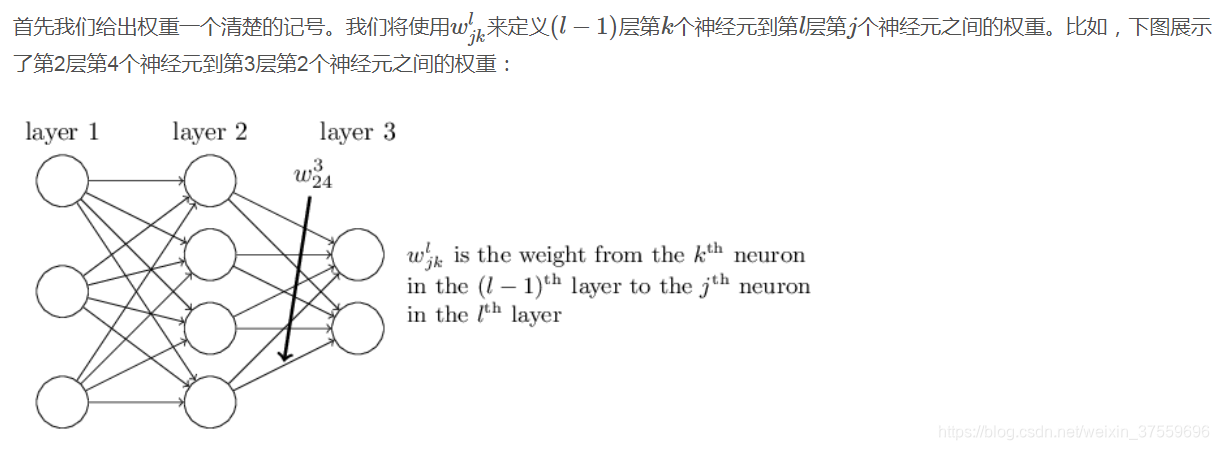 首先我们给出权重一个清楚的记号。我们将使用$w^l_{jk}$来定义$(l-1)$层第$k$个神经元到第$l$层第$j$个神经元之间的权重。比如，下图展示
了第2层第4个神经元到第3层第2个神经元之间的权重：
layer 1 layer 2 layer 3
$w^3_{24}$
$w^l_{jk}$ is the weight from the $k^{\text{th}}$ neuron
in the $(l-1)^{\text{th}}$ layer to the $j^{\text{th}}$ neuron
in the $l^{\text{th}}$ layer
https://blog.csdn.net/weixin_37559696